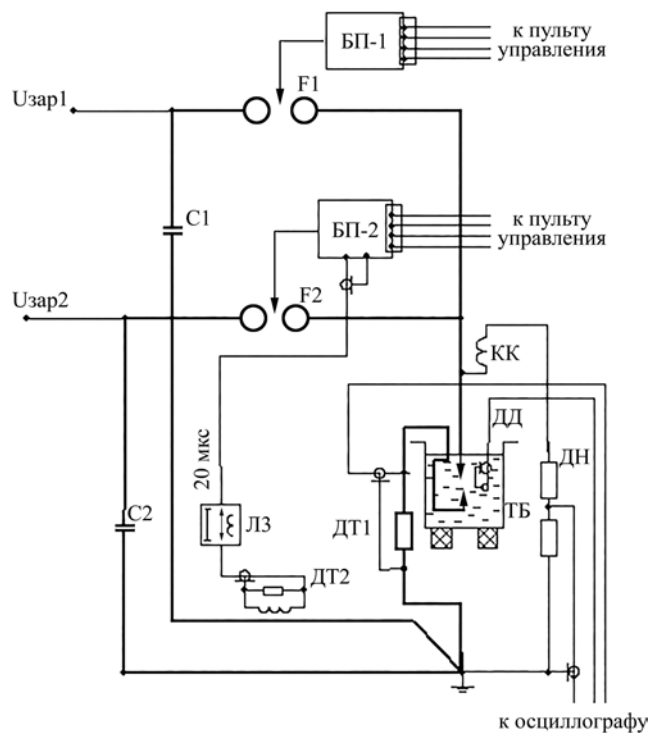 БП-1
к пульту
управления
Uзар1
F1
C1
БП-2
к пульту
управления
Uзар2
F2
КК
ДД
20 мкс
ДН
C2
ЛЗ
ДТ1
ТБ
ДТ2
к осциллографу